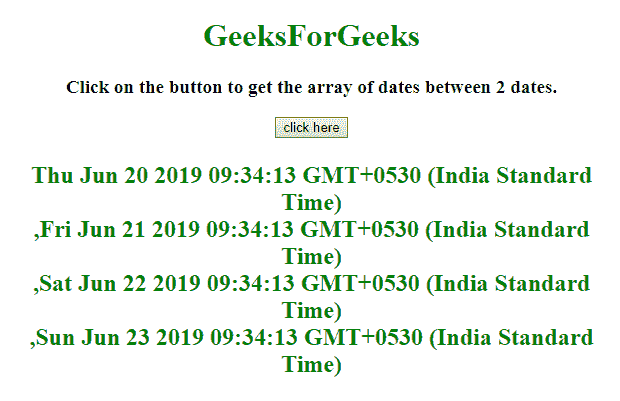 GeeksForGeeks
Click on the button to get the array of dates between 2 dates.
click here
Thu Jun 20 2019 09:34:13 GMT+0530 (India Standard
Time)
,Fri Jun 21 2019 09:34:13 GMT+0530 (India Standard
Time)
,Sat Jun 22 2019 09:34:13 GMT+0530 (India Standard
Time)
,Sun Jun 23 2019 09:34:13 GMT+0530 (India Standard
Time)